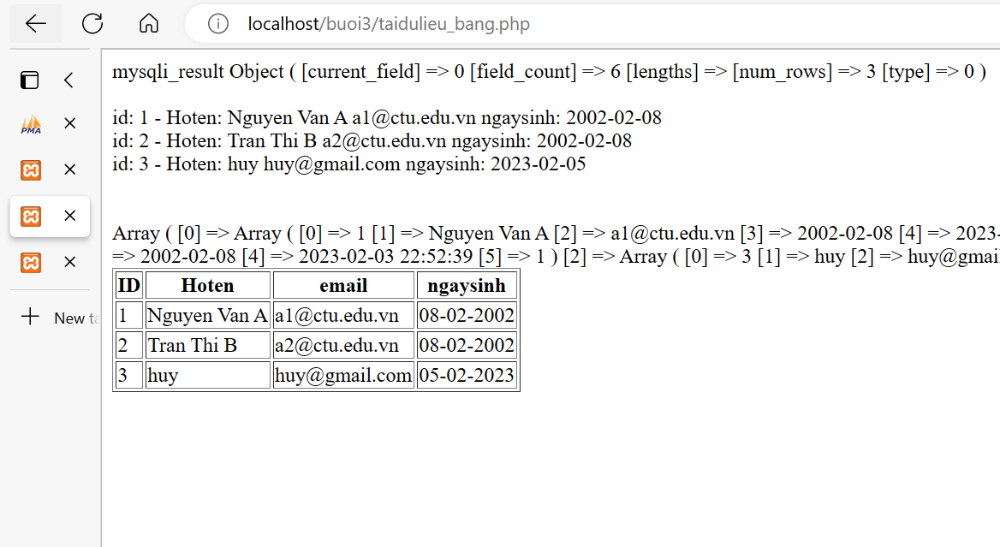 localhost/buoi3/taidulieu_bang.php
mysqli_result Object ( [current_field] => 0 [field_count] => 6 [lengths] => [num_rows] => 3 [type] => 0 )
id: 1 - Hoten: Nguyen Van A a1@ctu.edu.vn ngaysinh: 2002-02-08
id: 2 - Hoten: Tran Thi B a2@ctu.edu.vn ngaysinh: 2002-02-08
id: 3 - Hoten: huy huy@gmail.com ngaysinh: 2023-02-05
PMA
Array ( [0] => Array ( [0] => 1 [1] => Nguyen Van A [2] => a1@ctu.edu.vn [3] => 2002-02-08 [4] => 2023-
=> 2002-02-08 [4] => 2023-02-03 22:52:39 [5] => 1 ) [2] => Array ( [0] => 3 [1] => huy [2] => huy@gmai
ID Hoten email ngaysinh
1 Nguyen Van A a1@ctu.edu.vn 08-02-2002
2 Tran Thi B a2@ctu.edu.vn 08-02-2002
3 huy huy@gmail.com 05-02-2023
New ta